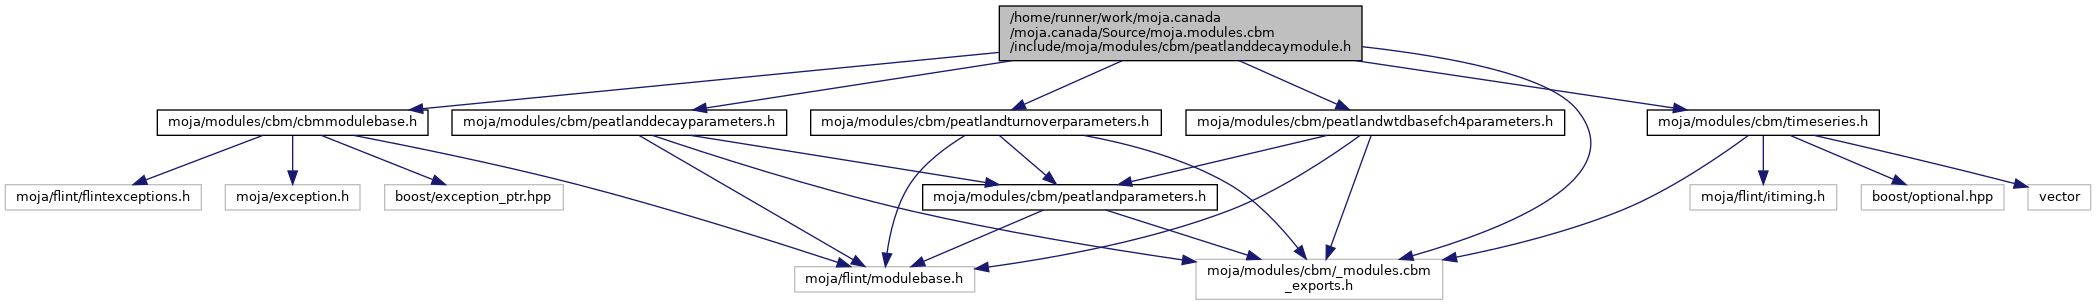 /home/runner/work/moja.canada
/moja.canada/Source/moja.modules.cbm
/include/moja/modules/cbm/peatlanddecaymodule.h
moja/modules/cbm/cbmmodulebase.h
moja/modules/cbm/peatlanddecayparameters.h
moja/modules/cbm/peatlandturnoverparameters.h
moja/modules/cbm/peatlandwtdbasefch4parameters.h
moja/modules/cbm/timeseries.h
moja/flint/flintexceptions.h
moja/exception.h
boost/exception_ptr.hpp
moja/modules/cbm/peatlandparameters.h
moja/flint/itiming.h
boost/optional.hpp
vector
moja/flint/modulebase.h
moja/modules/cbm/_modules.cbm
_exports.h